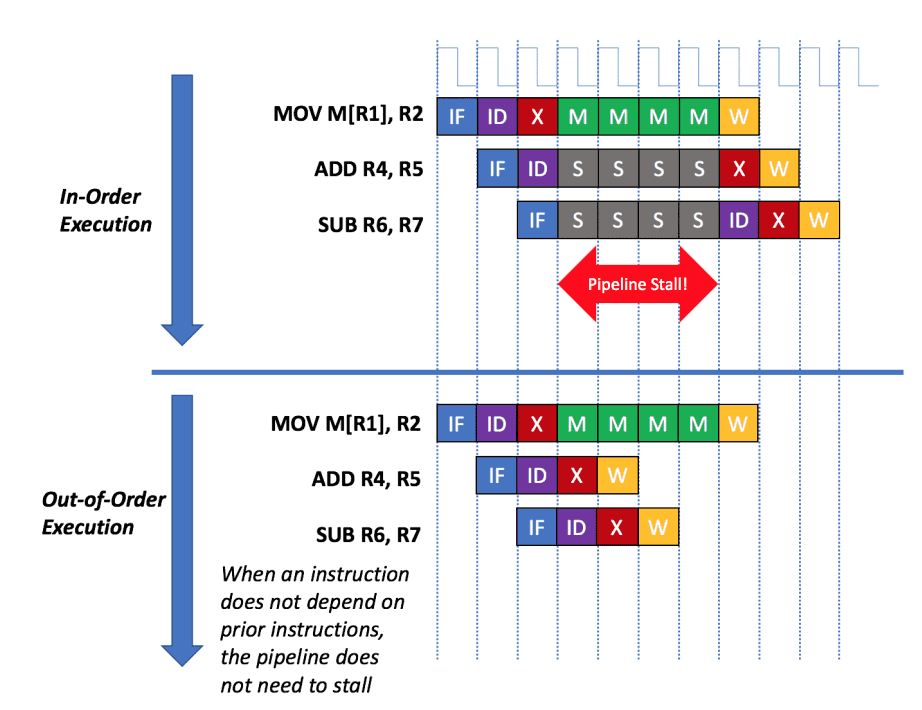 MOV M[R1], R2 IF ID X M M M M W
ADD R4, R5 IF ID S S S S X W
In-Order
Execution
SUB R6, R7 IF S S S S ID X W
Pipeline Stall!
MOV M[R1], R2 IF ID X M M M M W
ADD R4, R5 IF ID X W
Out-of-Order
Execution
SUB R6, R7 IF ID X W
When an instruction
does not depend on
prior instructions,
the pipeline does
not need to stall